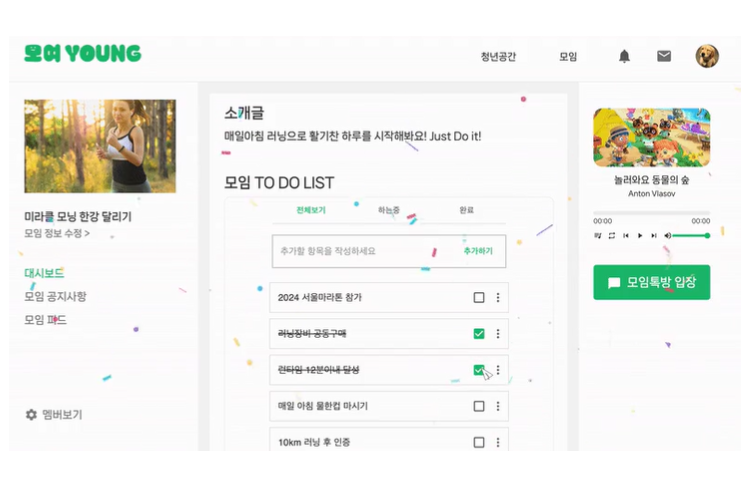 모여 YOUNG
청년공간
모임
미라클 모닝 한강 달리기
모임 정보 수정 >
대시보드
모임 공지사항
모임 피드
멤버보기
소개글
매일아침 러닝으로 활기찬 하루를 시작해봐요! Just Do it!
모임 TO DO LIST
전체보기
하는중
완료
추가할 항목을 작성하세요
추가하기
2024 서울마라톤 참가
러닝장비 공동구매
런타임 12분이내 달성
매일 아침 물한컵 마시기
10km 러닝 후 인증
놀러와요 동물의 숲
Anton Vlasov
00:00
00:00
모임톡방 입장